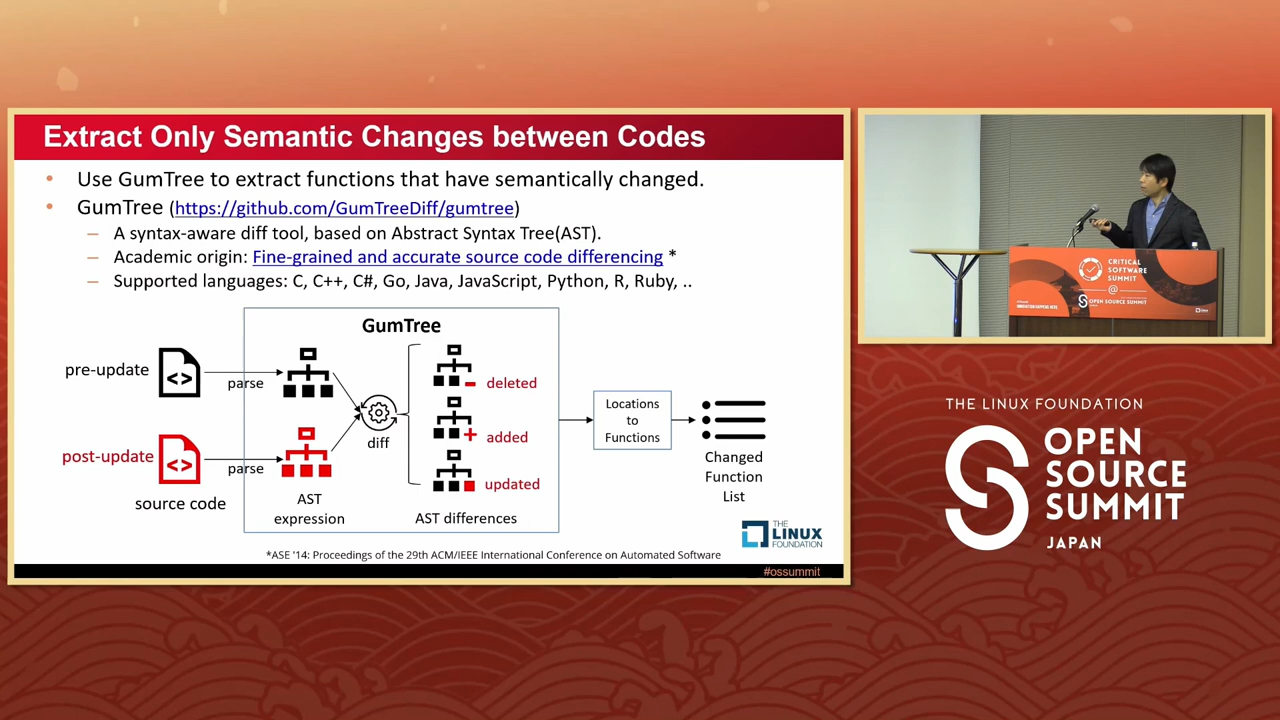 Extract Only Semantic Changes between Codes
• Use GumTree to extract functions that have semantically changed.
• GumTree (https://github.com/GumTreeDiff/gumtree)
– A syntax-aware diff tool, based on Abstract Syntax Tree(AST).
– Academic origin: Fine-grained and accurate source code differencing *
– Supported languages: C, C++, C#, Go, Java, JavaScript, Python, R, Ruby, ..
GumTree
pre-update
<>
parse
deleted
diff
added
post-update
<>
parse
updated
source code
AST
expression
AST differences
Locations
to
Functions
Changed
Function
List
THE
LINUX
FOUNDATION
*ASE '14: Proceedings of the 29th ACM/IEEE International Conference on Automated Software
#ossummit
CRITICAL
SOFTWARE
SUMMIT
@
OPEN SOURCE SUMMIT
THE LINUX FOUNDATION
OPEN
SOURCE
SUMMIT
JAPAN